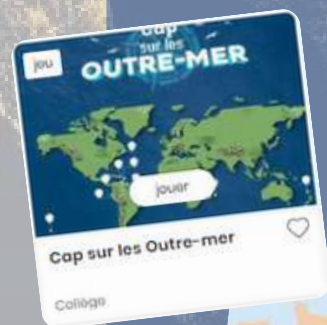 Cap
sur les
OUTRE-MER
jeu
jouer
Cap sur les Outre-mer
Collège